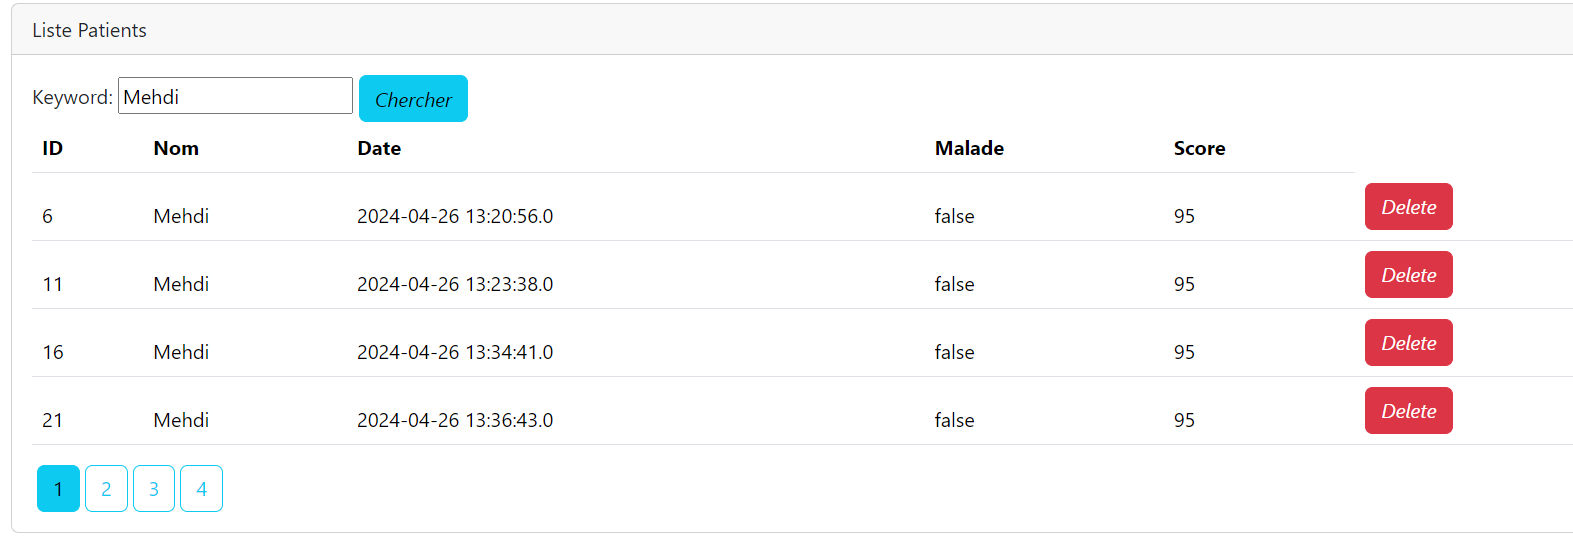 Liste Patients
Keyword: Mehdi Chercher
ID Nom Date Malade Score
6 Mehdi 2024-04-26 13:20:56.0 false 95 Delete
11 Mehdi 2024-04-26 13:23:38.0 false 95 Delete
16 Mehdi 2024-04-26 13:34:41.0 false 95 Delete
21 Mehdi 2024-04-26 13:36:43.0 false 95 Delete
1 2 3 4